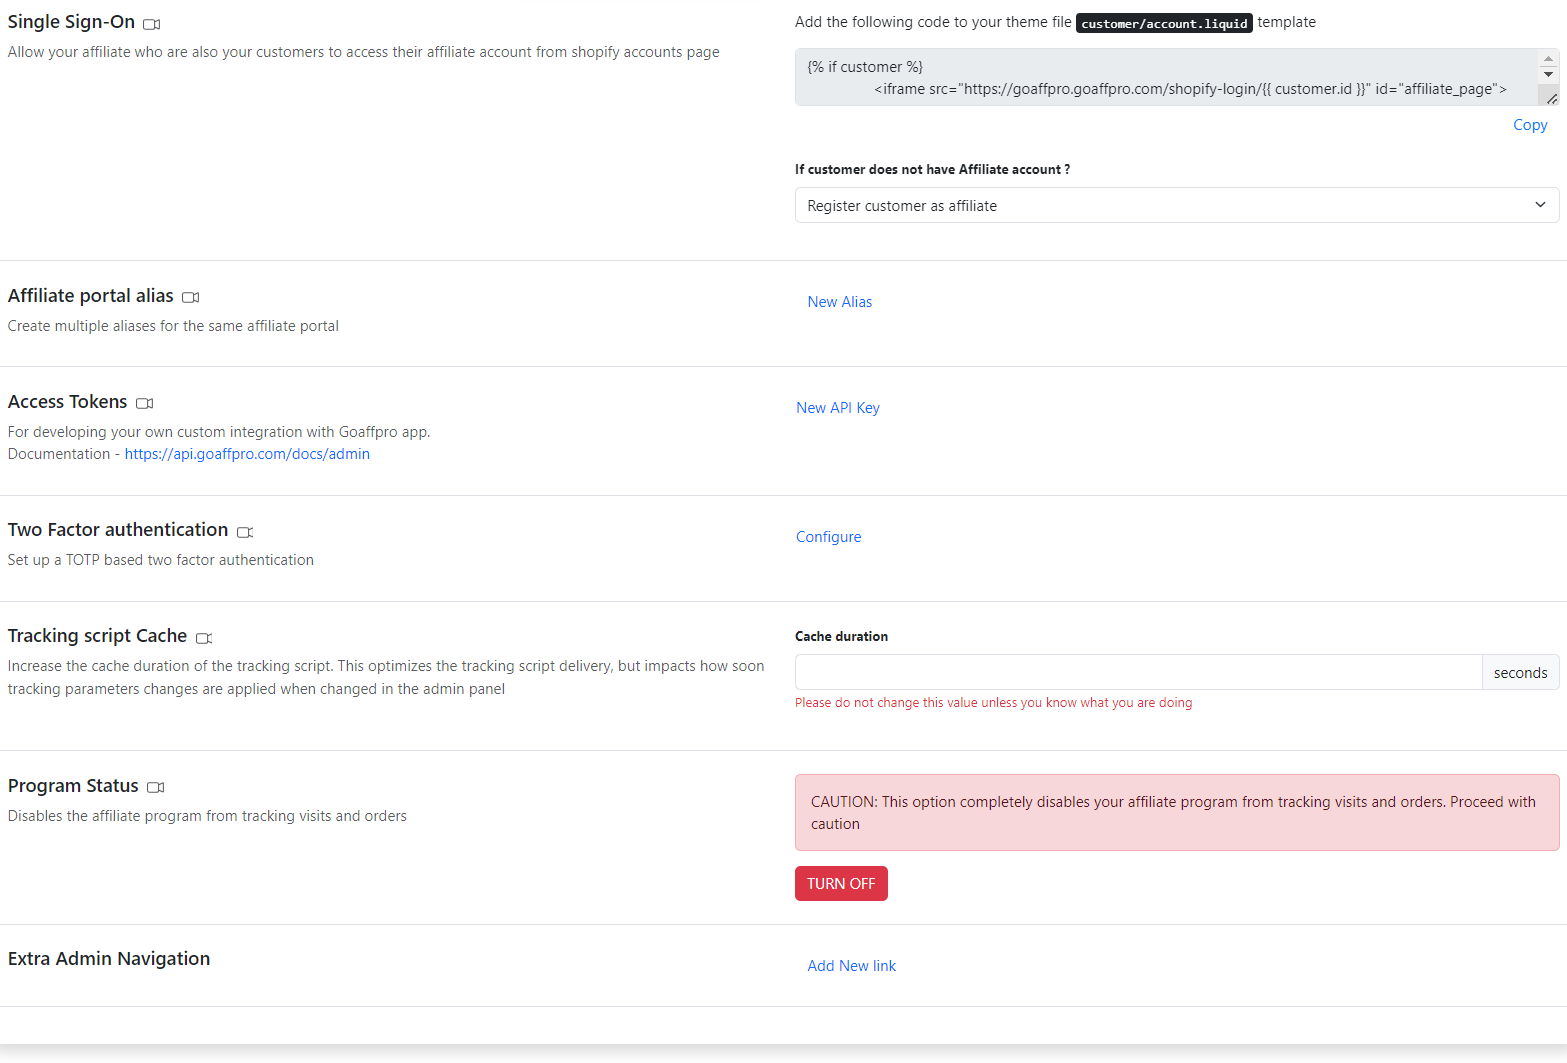 Single Sign-On
Allow your affiliate who are also your customers to access their affiliate account from shopify accounts page
Add the following code to your theme file customer/account.liquid template
{% if customer %}
<iframe src="https://goaffpro.goaffpro.com/shopify-login/{{ customer.id }}" id="affiliate_page">
Copy
If customer does not have Affiliate account ?
Register customer as affiliate
Affiliate portal alias
Create multiple aliases for the same affiliate portal
New Alias
Access Tokens
For developing your own custom integration with Goaffpro app.
Documentation - https://api.goaffpro.com/docs/admin
New API Key
Two Factor authentication
Set up a TOTP based two factor authentication
Configure
Tracking script Cache
Increase the cache duration of the tracking script. This optimizes the tracking script delivery, but impacts how soon
tracking parameters changes are applied when changed in the admin panel
Cache duration
seconds
Please do not change this value unless you know what you are doing
Program Status
Disables the affiliate program from tracking visits and orders
CAUTION: This option completely disables your affiliate program from tracking visits and orders. Proceed with
caution
TURN OFF
Extra Admin Navigation
Add New link